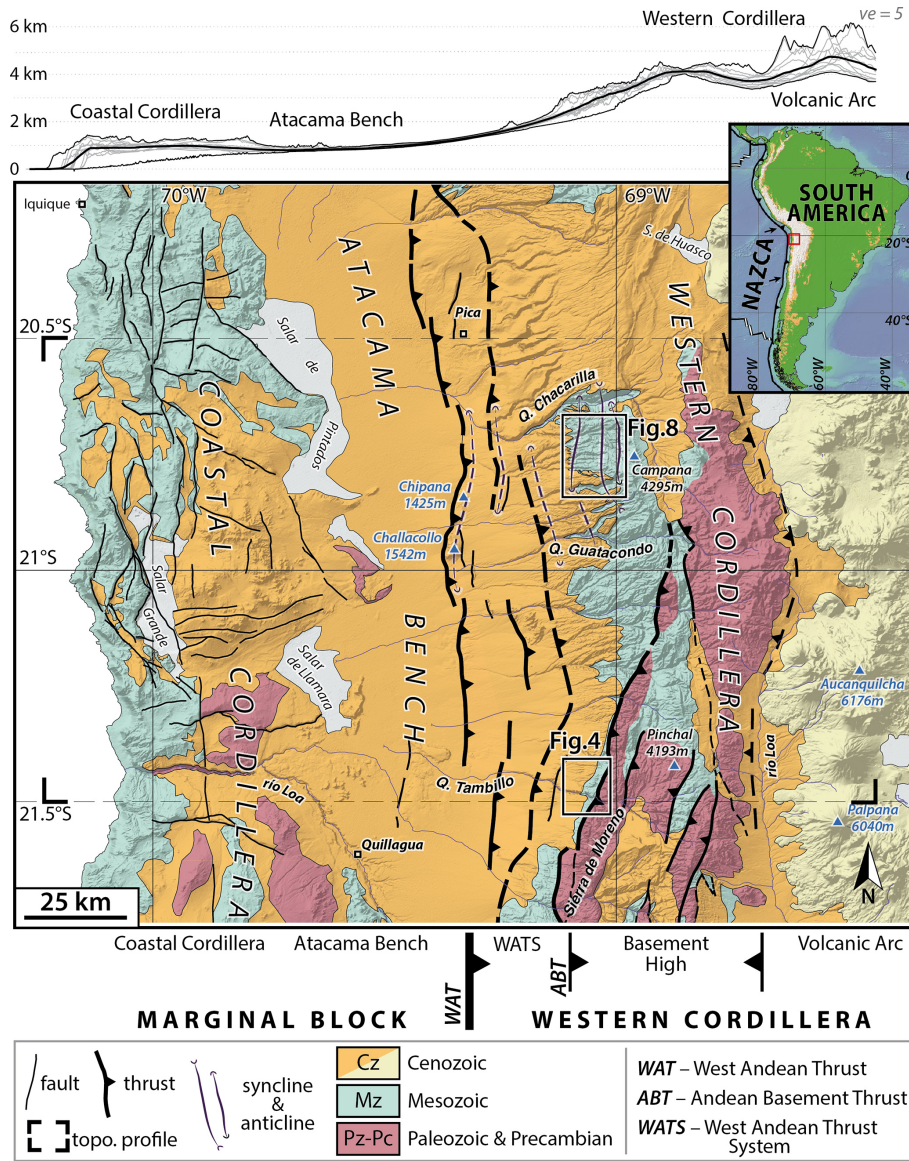 6 km
ve = 5
Western Cordillera
4 km
Coastal Cordillera
Atacama Bench
Volcanic Arc
2 km
0
70°W
69°W
Iquique
S. de Huasco
SOUTH
AMERICA
0
20°S
40°S
NAZCA
80°W
60°W
40°W
ATACAMA
BENCH
WESTERN
CORDILLERA
COASTAL
CORDILLERA
20.5°S
Pica
Salar
de
Pintados
Q. Chacarilla
Fig.8
Campana
4295m
Chipana
1425m
Challacollo
1542m
21°S
Q. Guatacondo
Salar
Grande
Salar
de Llamara
Aucanquilcha
6176m
Pinchal
4193m
Fig.4
río Loa
Q. Tambillo
río Loa
21.5°S
Palpana
6040m
Quillagua
Sierra de Moreno
N
25 km
Coastal Cordillera
Atacama Bench
WAT
WATS
ABT
Basement
High
Volcanic Arc
MARGINAL BLOCK
WESTERN CORDILLERA
fault
thrust
syncline
&
anticline
topo. profile
Cz
Cenozoic
Mz
Mesozoic
Pz-Pc
Paleozoic & Precambian
WAT – West Andean Thrust
ABT – Andean Basement Thrust
WATS – West Andean Thrust
System